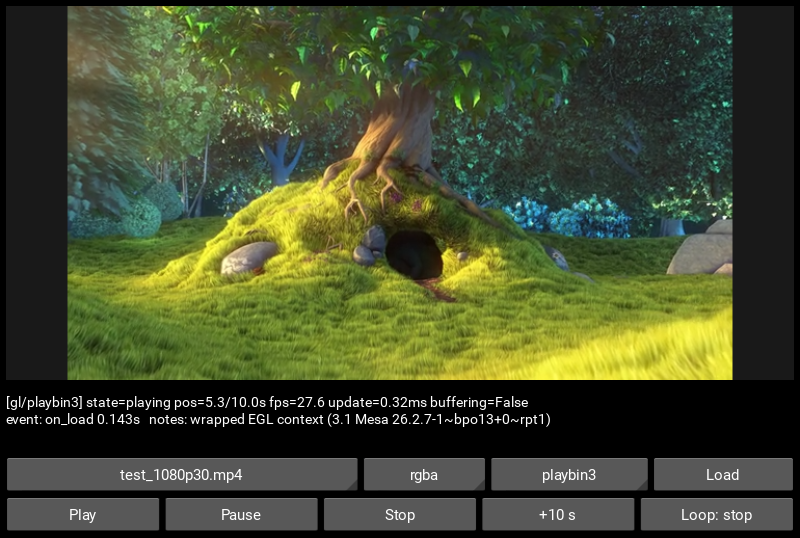 [gl/playbin3] state=playing pos=5.3/10.0s fps=27.6 update=0.32ms buffering=False
event: on_load 0.143s notes: wrapped EGL context (3.1 Mesa 26.2.7-1~bpo13+0~rpt1)
test_1080p30.mp4 rgba playbin3 Load
Play Pause Stop +10 s Loop: stop